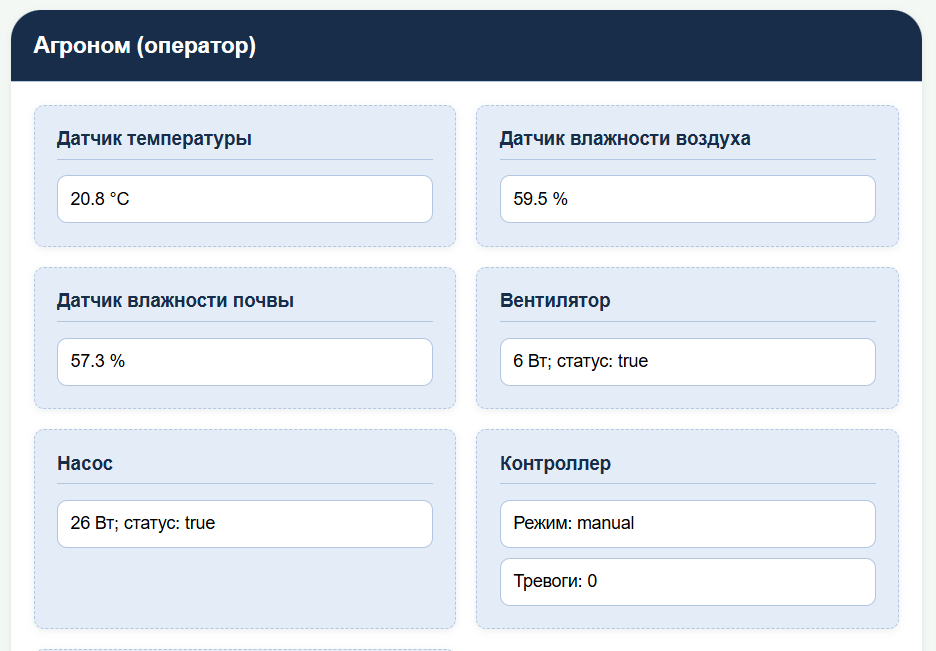 Агроном (оператор)
Датчик температуры
20.8 °C
Датчик влажности воздуха
59.5 %
Датчик влажности почвы
57.3 %
Вентилятор
6 Вт; статус: true
Насос
26 Вт; статус: true
Контроллер
Режим: manual
Тревоги: 0